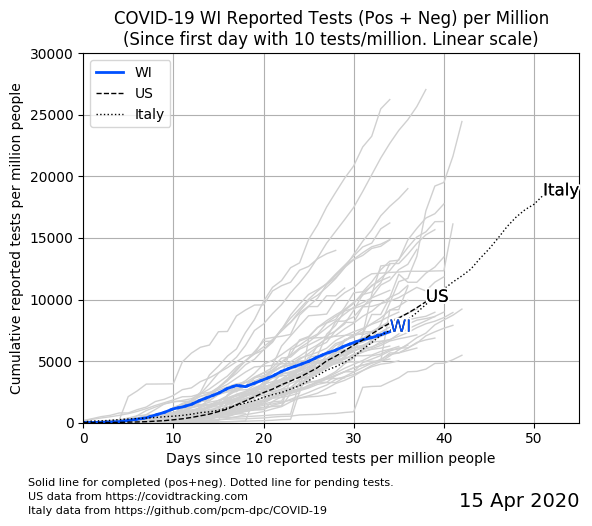 COVID-19 WI Reported Tests (Pos + Neg) per Million
(Since first day with 10 tests/million. Linear scale)
Cumulative reported tests per million people
30000
25000
20000
15000
10000
5000
0
WI
US
Italy
Italy
US
WI
0 10 20 30 40 50
Days since 10 reported tests per million people
Solid line for completed (pos+neg). Dotted line for pending tests.
US data from https://covidtracking.com
Italy data from https://github.com/pcm-dpc/COVID-19
15 Apr 2020